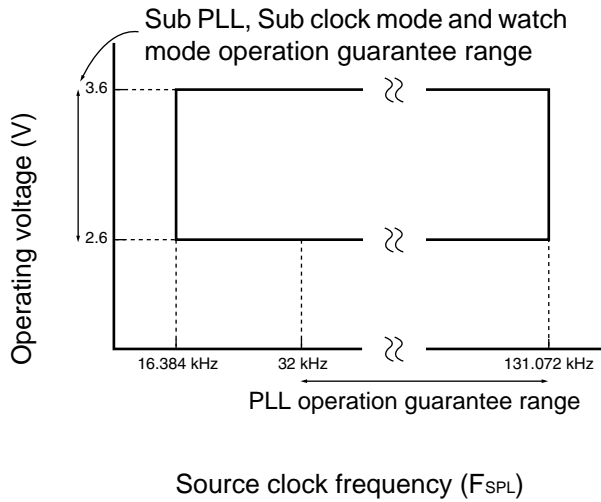 Sub PLL, Sub clock mode and watch
mode operation guarantee range
Operating voltage (V)
3.6
2.6
16.384 kHz
32 kHz
131.072 kHz
PLL operation guarantee range
Source clock frequency (FSPL)